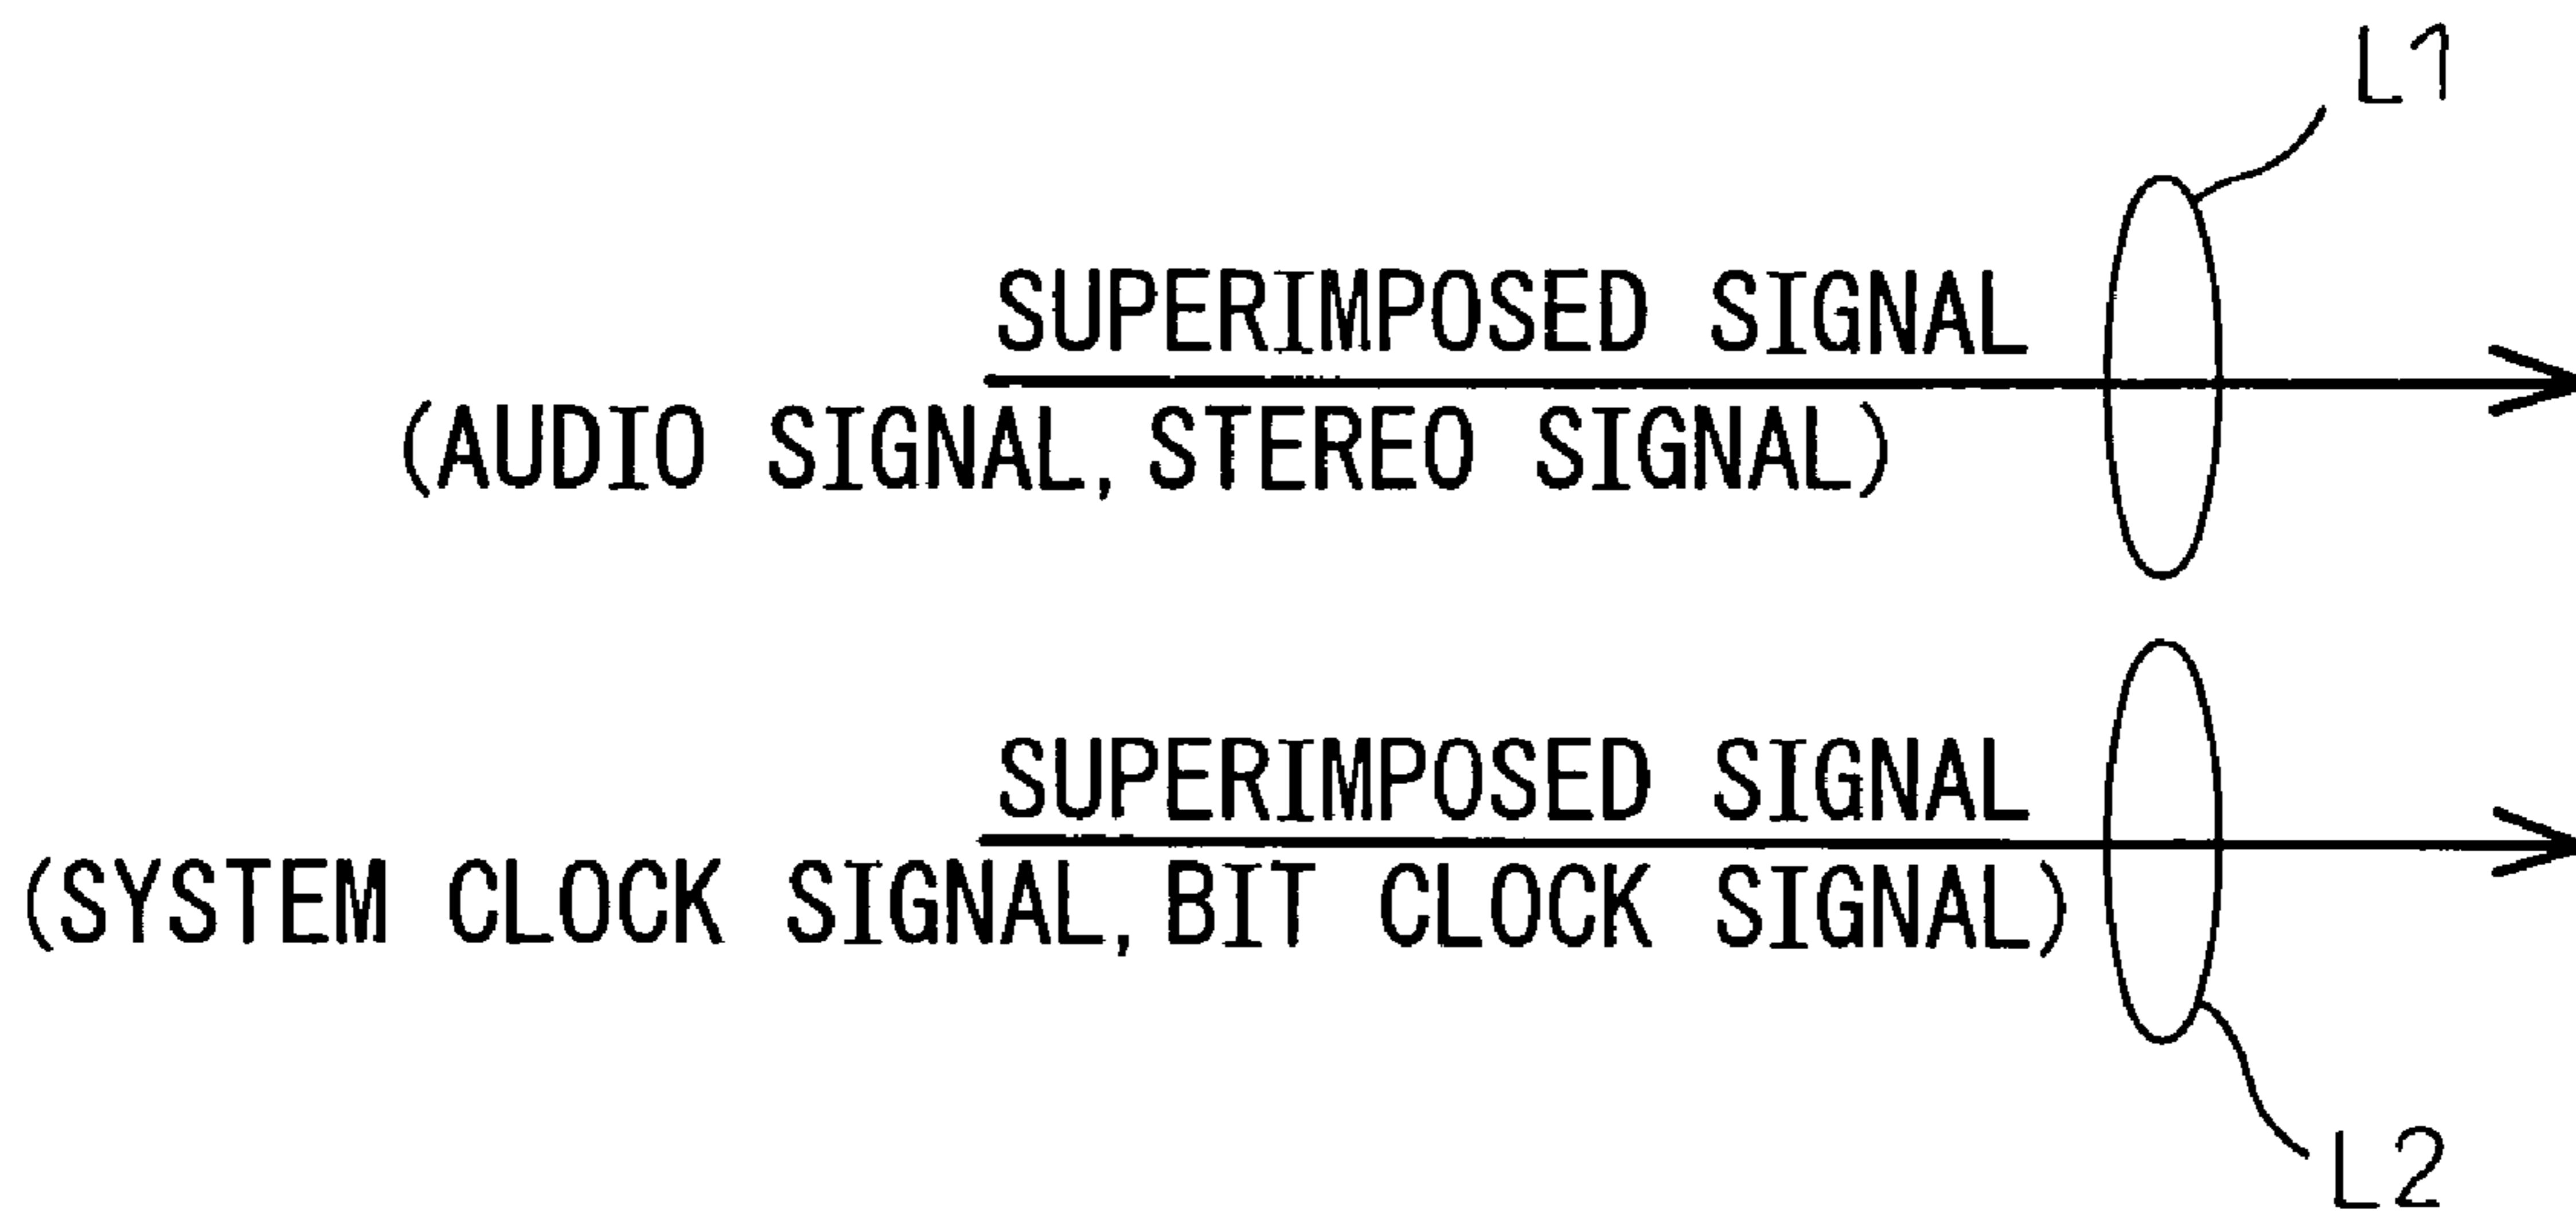 L1
SUPERIMPOSED SIGNAL
(AUDIO SIGNAL, STEREO SIGNAL)
SUPERIMPOSED SIGNAL
(SYSTEM CLOCK SIGNAL, BIT CLOCK SIGNAL)
L2